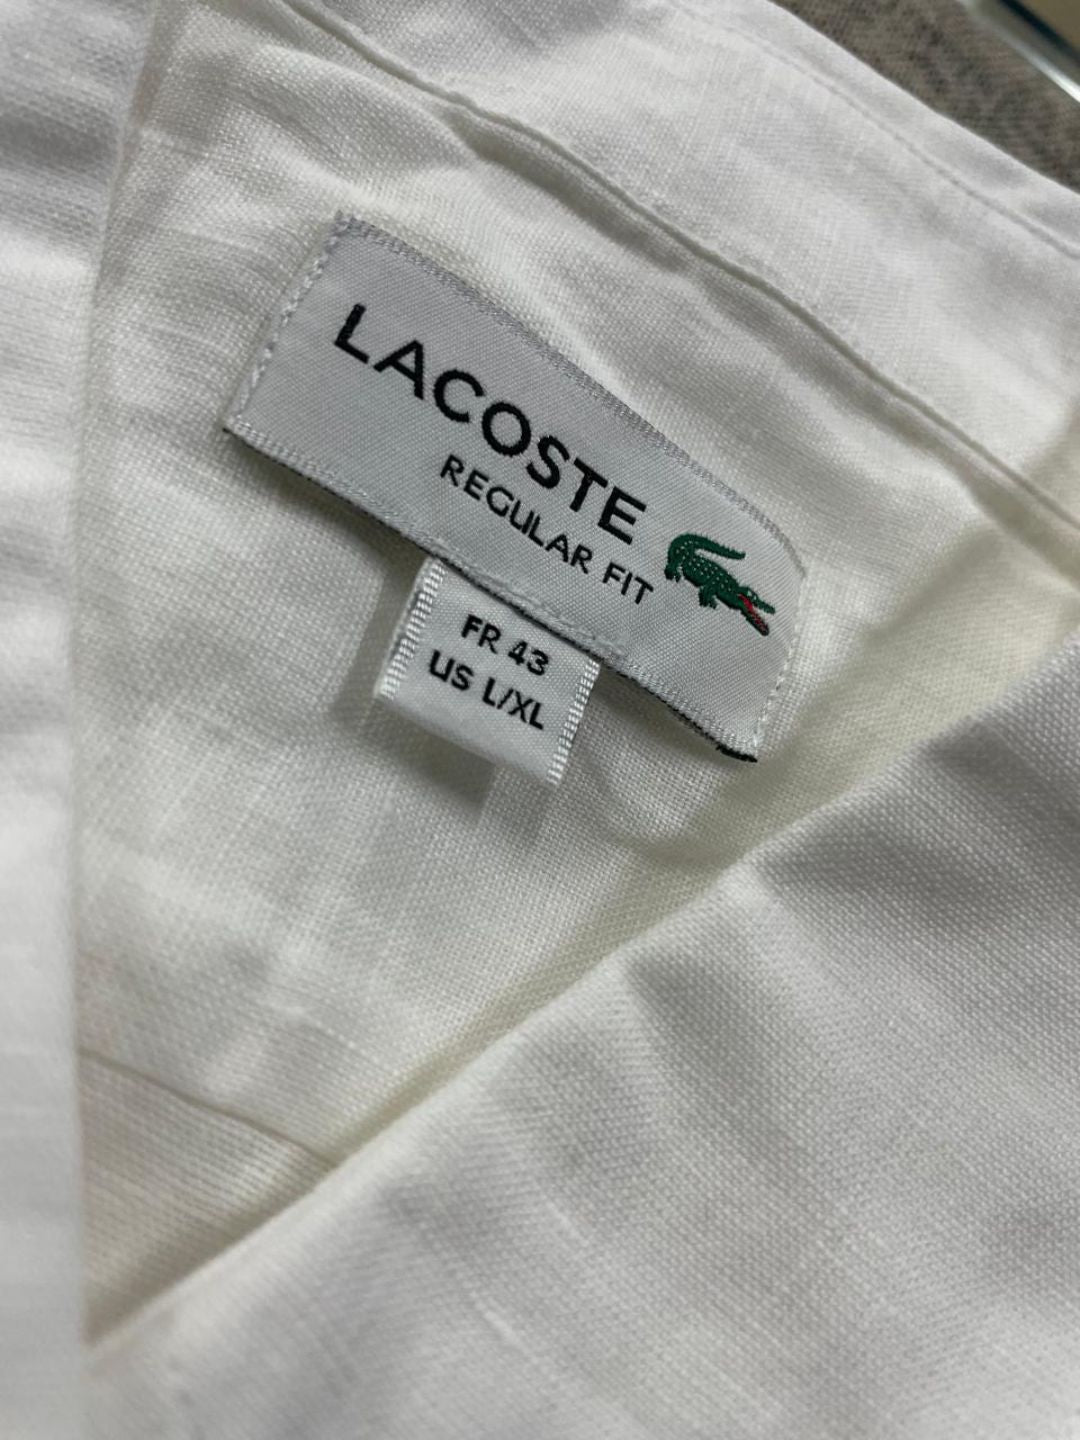 LACOSTE
REGULAR FIT
FR 43
US L/XL